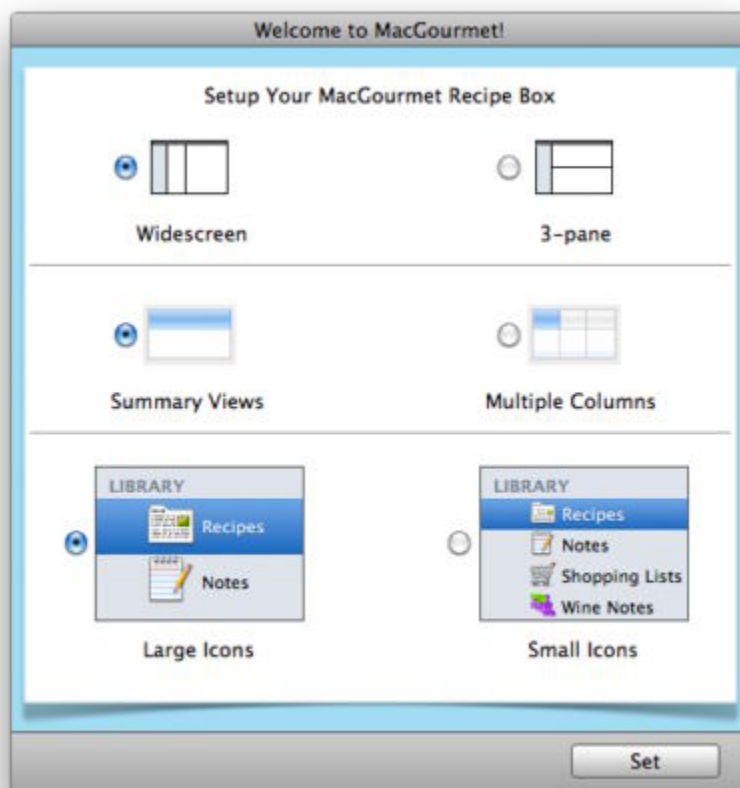 Welcome to MacGourmet!
Setup Your MacGourmet Recipe Box
Widescreen
3-pane
Summary Views
Multiple Columns
LIBRARY
Recipes
Notes
Large Icons
LIBRARY
Recipes
Notes
Shopping Lists
Wine Notes
Small Icons
Set